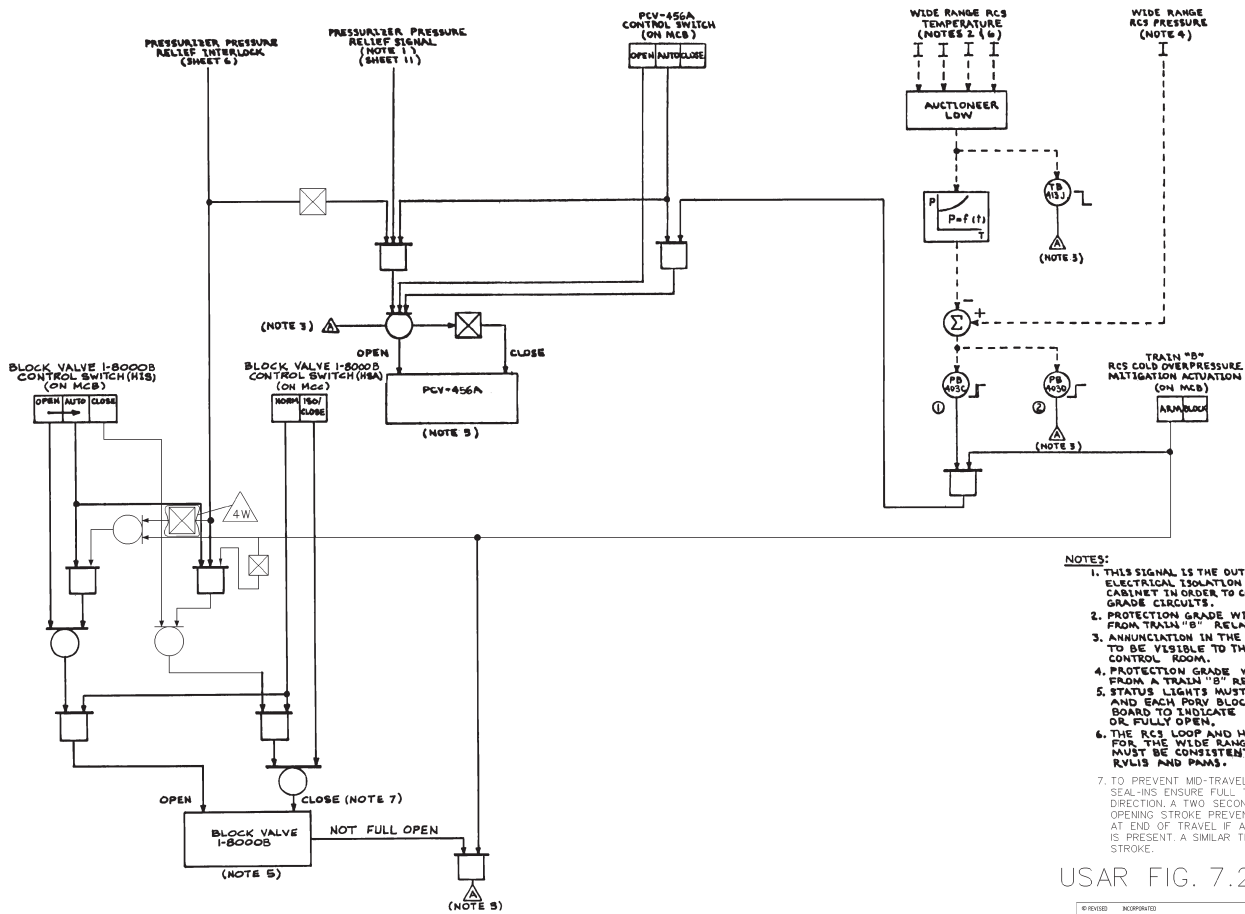 PRESSURIZER PRESSURE
RELIEF INTERLOCK
(SHEET 6)
PRESSURIZER PRESSURE
RELIEF SIGNAL
(NOTE 1)
(SHEET 11)
PCV-456A
CONTROL SWITCH
(ON MCB)
OPEN AUTO CLOSE
WIDE RANGE RCS
TEMPERATURE
(NOTES 2 & 6)
WIDE RANGE
RCS PRESSURE
(NOTE 4)
AUCTIONEER
LOW
P
P=f(t)
T
TB
413J
A
(NOTE 3)
-
+
Σ
(NOTE 3) A
OPEN
CLOSE
PCV-456A
(NOTE 5)
BLOCK VALVE 1-8000B
CONTROL SWITCH (HIS)
(ON MCB)
OPEN AUTO CLOSE
BLOCK VALVE 1-8000B
CONTROL SWITCH (HSA)
(ON MCC)
NORM ISO/
CLOSE
PB
403C
1
PB
403D
2
A
(NOTE 3)
TRAIN "B"
RCS COLD OVERPRESSURE
MITIGATION ACTUATION
(ON MCB)
ARM BLOCK
4W
OPEN
CLOSE (NOTE 7)
BLOCK VALVE
1-8000B
(NOTE 5)
NOT FULL OPEN
A
(NOTE 3)
NOTES:
1. THIS SIGNAL IS THE OUT
ELECTRICAL ISOLATION
CABINET IN ORDER TO C
GRADE CIRCUITS.
2. PROTECTION GRADE WI
FROM TRAIN "B" RELA
3. ANNUNCIATION IN THE
TO BE VISIBLE TO TH
CONTROL ROOM.
4. PROTECTION GRADE W
FROM A TRAIN "B" RE
5. STATUS LIGHTS MUST
AND EACH PORV BLOC
BOARD TO INDICATE
OR FULLY OPEN.
6. THE RCS LOOP AND H
FOR THE WIDE RANG
MUST BE CONSISTEN
RVLIS AND PAMS.
7. TO PREVENT MID-TRAVEL
SEAL-INS ENSURE FULL T
DIRECTION. A TWO SECON
OPENING STROKE PREVEN
AT END OF TRAVEL IF A
IS PRESENT. A SIMILAR TI
STROKE.
USAR FIG. 7.2
© REVISED INCORPORATED